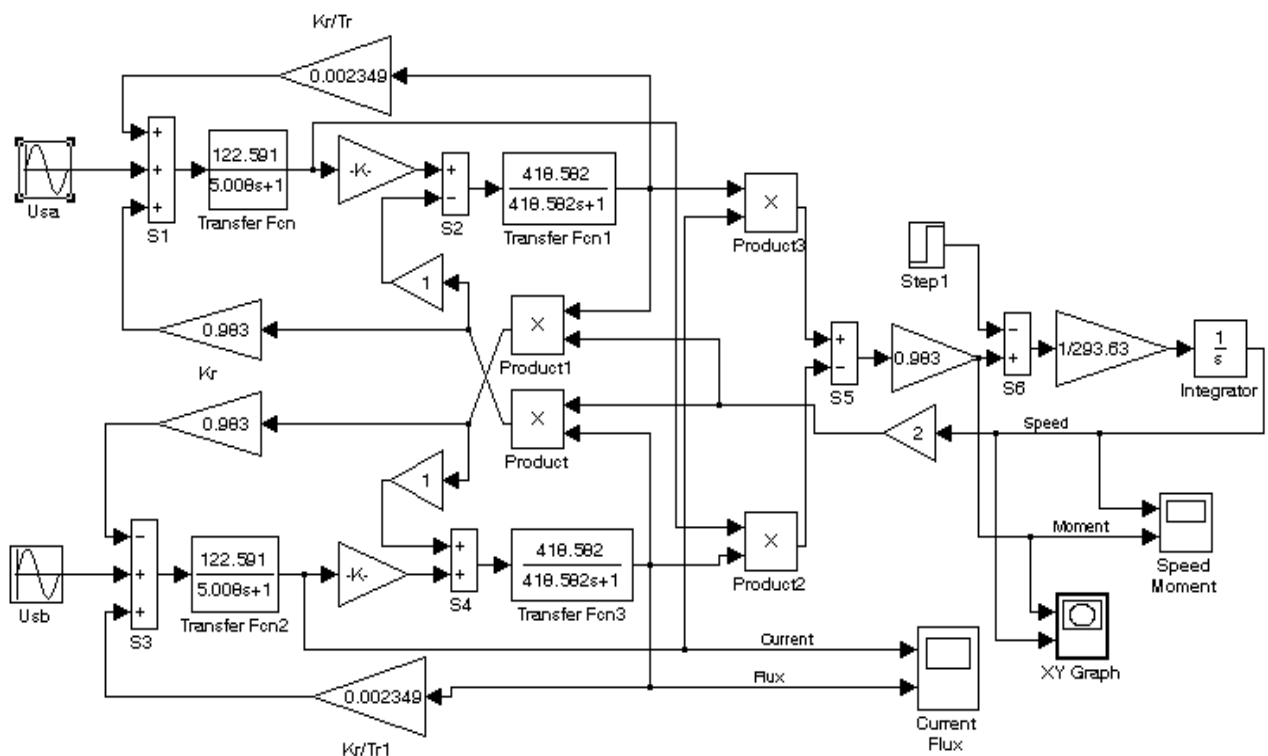 Kr/Tr
0.002349
Usa
+
+
+
S1
122.591
5.008s+1
Transfer Fcn
-K-
+
−
S2
418.582
418.582s+1
Transfer Fcn1
×
Product3
Step1
1
0.983
Kr
×
Product1
+
−
S5
0.983
−
+
S6
1/293.63
1
s
Integrator
0.983
×
Product
2
Speed
1
Usb
−
+
+
S3
122.591
5.008s+1
Transfer Fcn2
-K-
+
+
S4
418.582
418.582s+1
Transfer Fcn3
×
Product2
Moment
Speed
Moment
XY Graph
Current
Flux
Current
Flux
0.002349
Kr/Tr1